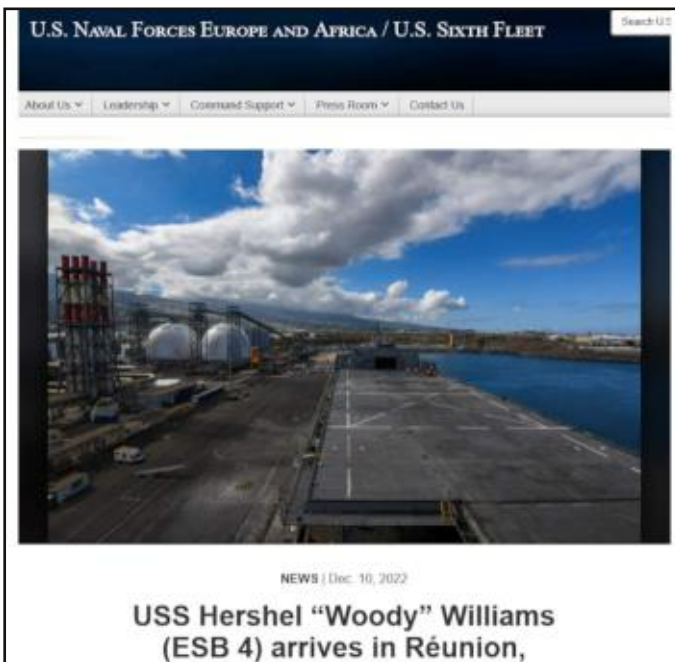 U.S. Naval Forces Europe and Africa / U.S. Sixth Fleet
Search U.S
About Us
Leadership
Command Support
Press Room
Contact Us
NEWS | Dec. 10, 2022
USS Hershel “Woody” Williams
(ESB 4) arrives in Réunion,